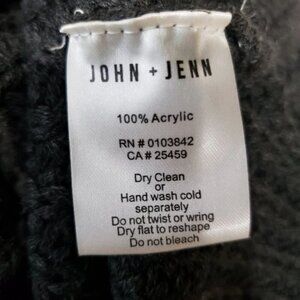 JOHN + JENN
100% Acrylic
RN # 0103842
CA # 25459
Dry Clean
or
Hand wash cold
separately
Do not twist or wring
Dry flat to reshape
Do not bleach